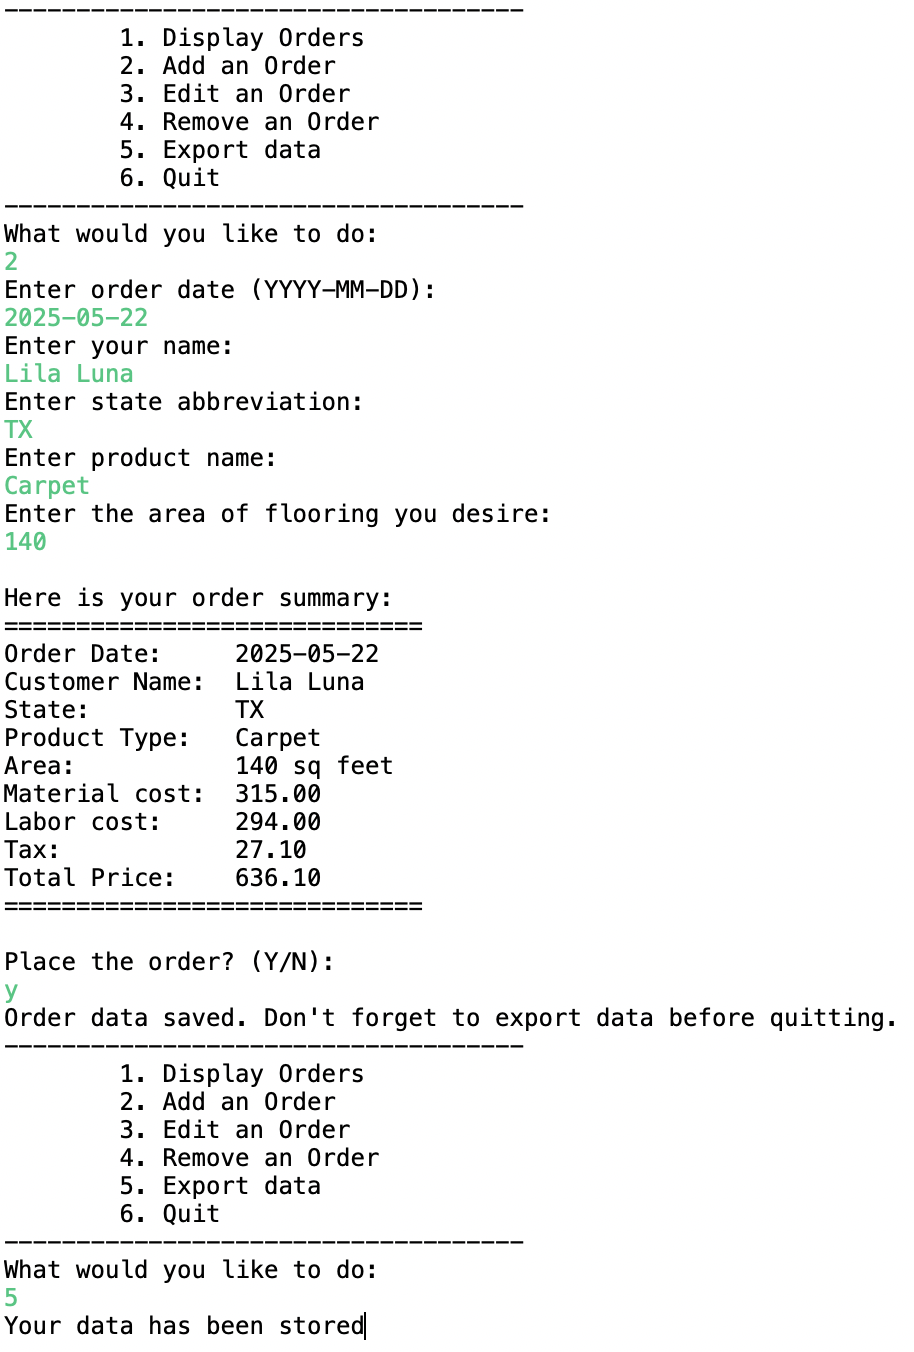 ------------------------------------
1. Display Orders
2. Add an Order
3. Edit an Order
4. Remove an Order
5. Export data
6. Quit
------------------------------------
What would you like to do:
2
Enter order date (YYYY-MM-DD):
2025-05-22
Enter your name:
Lila Luna
Enter state abbreviation:
TX
Enter product name:
Carpet
Enter the area of flooring you desire:
140

Here is your order summary:
=============================
Order Date:     2025-05-22
Customer Name:  Lila Luna
State:          TX
Product Type:   Carpet
Area:           140 sq feet
Material cost:  315.00
Labor cost:     294.00
Tax:            27.10
Total Price:    636.10
=============================

Place the order? (Y/N):
y
Order data saved. Don't forget to export data before quitting.
------------------------------------
1. Display Orders
2. Add an Order
3. Edit an Order
4. Remove an Order
5. Export data
6. Quit
------------------------------------
What would you like to do:
5
Your data has been stored